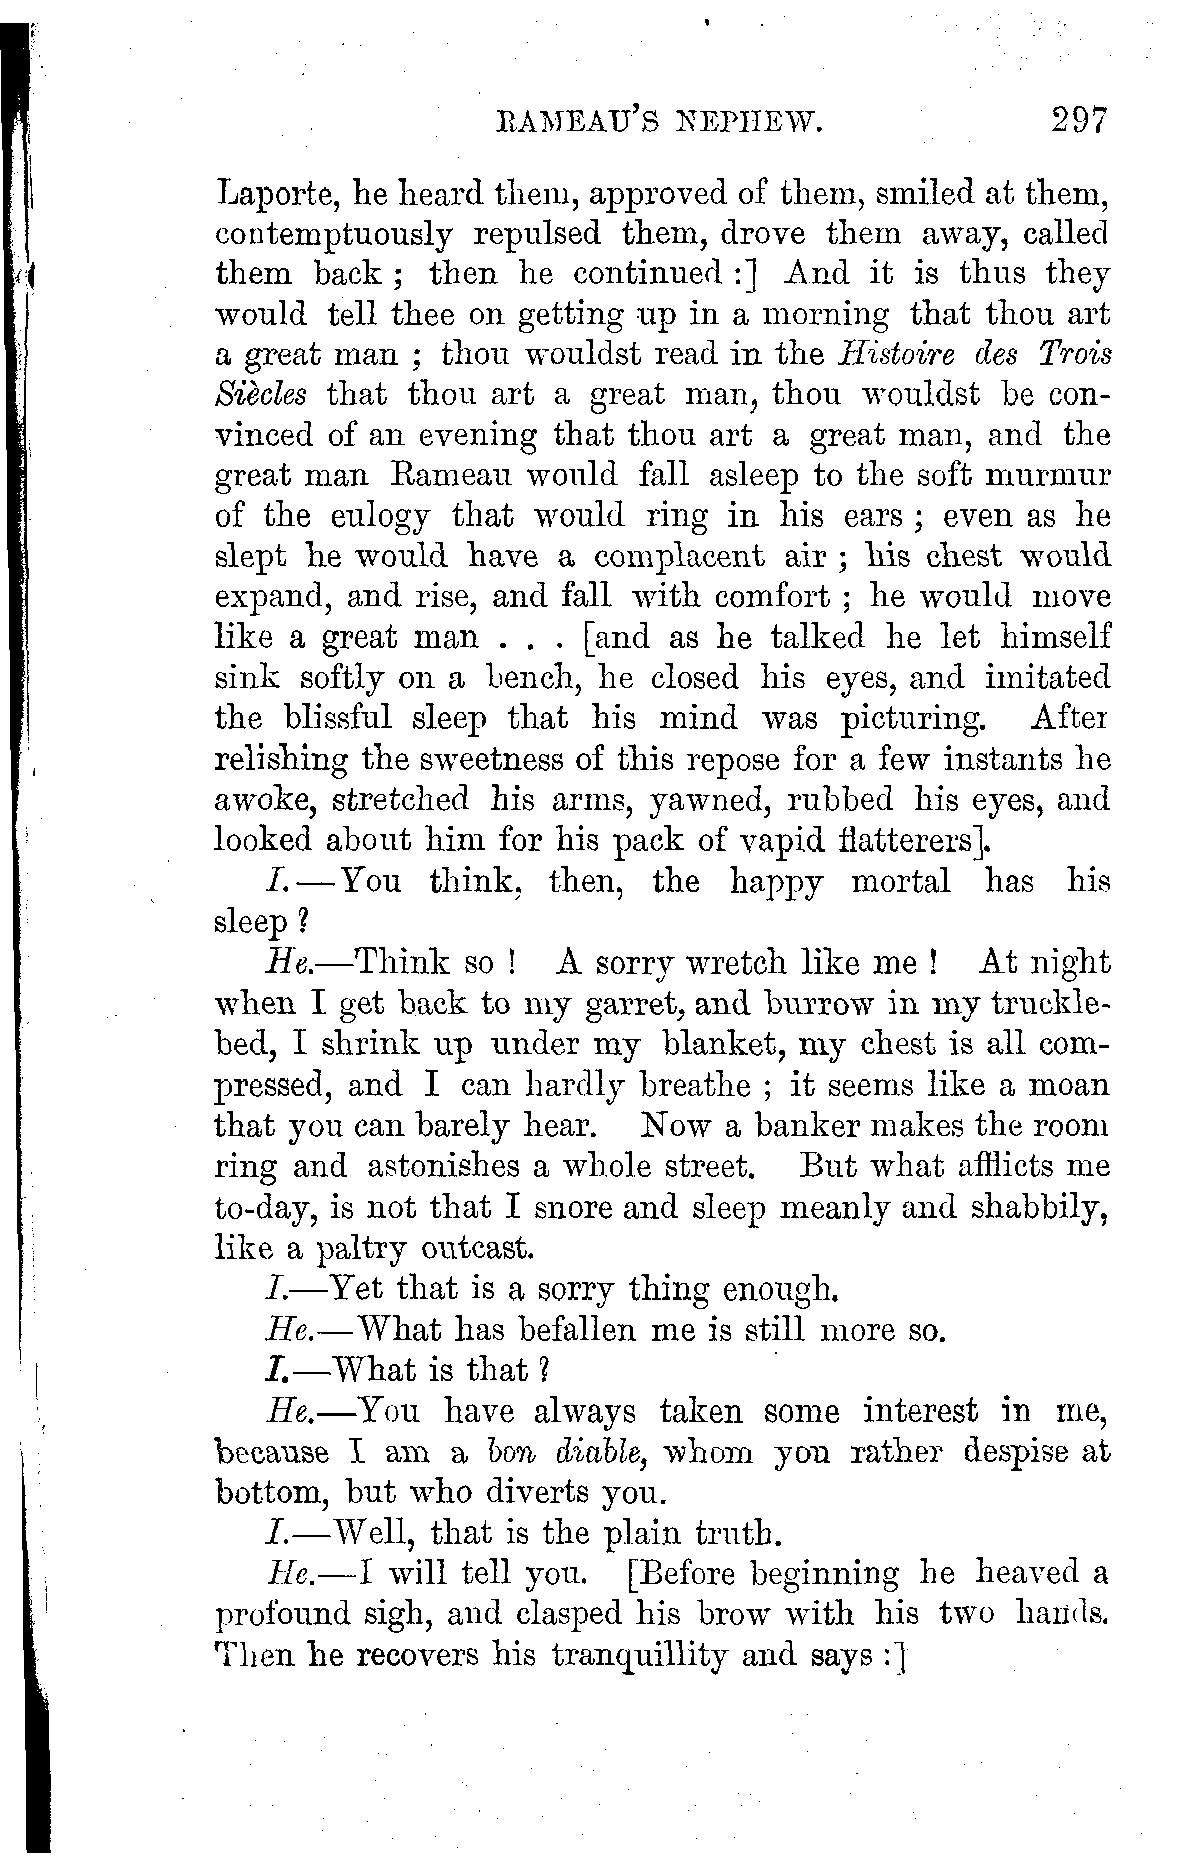 RAMEAU'S NEPHEW. 297
Laporte, he heard them, approved of them, smiled at them,
contemptuously repulsed them, drove them away, called
them back ; then he continued :] And it is thus they
would tell thee on getting up in a morning that thou art
a great man ; thou wouldst read in the Histoire des Trois
Siècles that thou art a great man, thou wouldst be con-
vinced of an evening that thou art a great man, and the
great man Rameau would fall asleep to the soft murmur
of the eulogy that would ring in his ears ; even as he
slept he would have a complacent air ; his chest would
expand, and rise, and fall with comfort ; he would move
like a great man . . . [and as he talked he let himself
sink softly on a bench, he closed his eyes, and imitated
the blissful sleep that his mind was picturing. After
relishing the sweetness of this repose for a few instants he
awoke, stretched his arms, yawned, rubbed his eyes, and
looked about him for his pack of vapid flatterers].
I.—You think, then, the happy mortal has his
sleep ?
He.—Think so ! A sorry wretch like me ! At night
when I get back to my garret, and burrow in my truckle-
bed, I shrink up under my blanket, my chest is all com-
pressed, and I can hardly breathe ; it seems like a moan
that you can barely hear. Now a banker makes the room
ring and astonishes a whole street. But what afflicts me
to-day, is not that I snore and sleep meanly and shabbily,
like a paltry outcast.
I.—Yet that is a sorry thing enough.
He.—What has befallen me is still more so.
I.—What is that ?
He.—You have always taken some interest in me,
because I am a bon diable, whom you rather despise at
bottom, but who diverts you.
I.—Well, that is the plain truth.
He.—I will tell you. [Before beginning he heaved a
profound sigh, and clasped his brow with his two hands.
Then he recovers his tranquillity and says :]